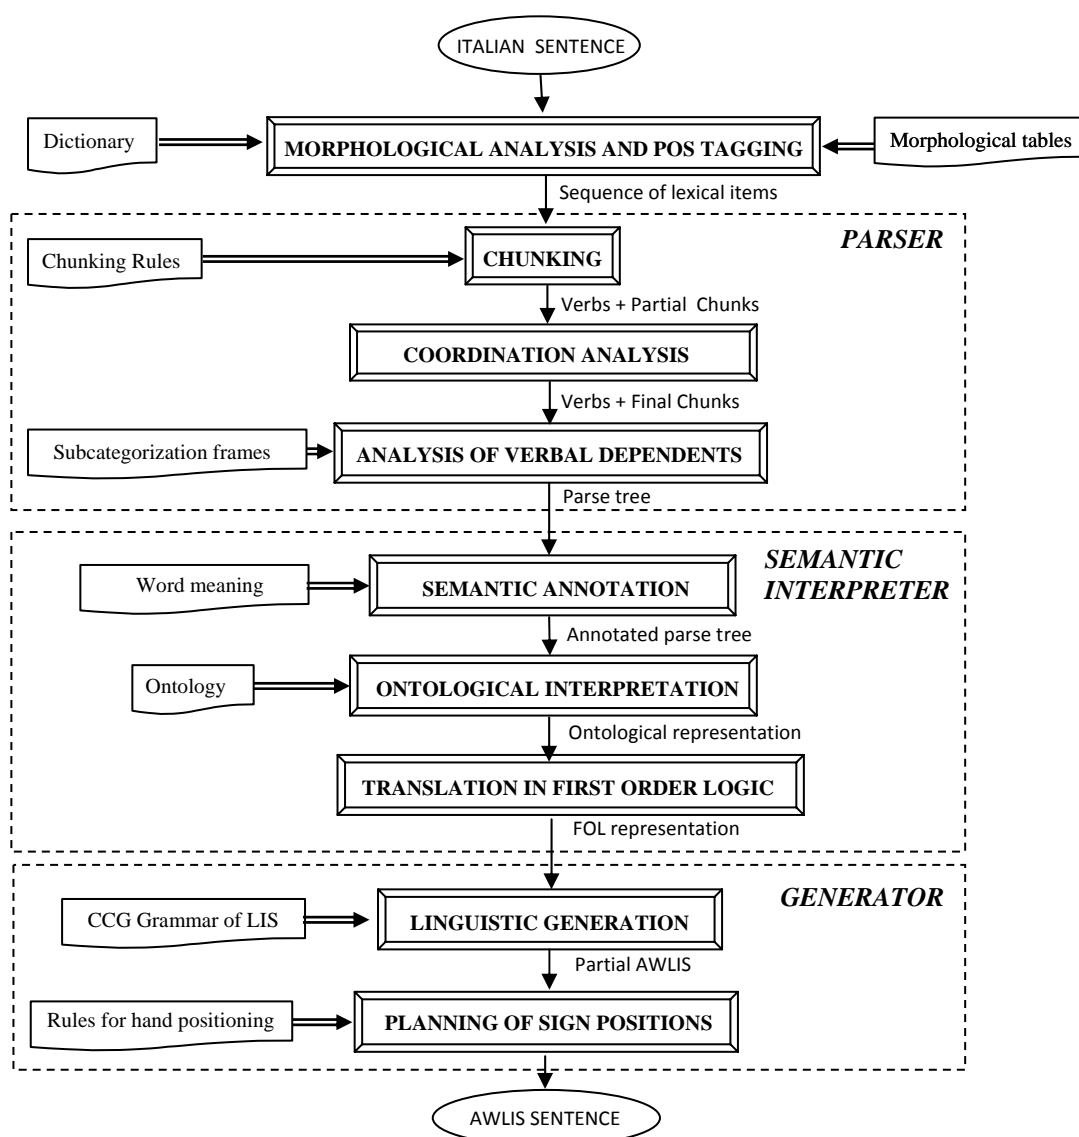 ITALIAN SENTENCE
Dictionary
MORPHOLOGICAL ANALYSIS AND POS TAGGING
Morphological tables
Sequence of lexical items
PARSER
Chunking Rules
CHUNKING
Verbs + Partial Chunks
COORDINATION ANALYSIS
Verbs + Final Chunks
Subcategorization frames
ANALYSIS OF VERBAL DEPENDENTS
Parse tree
SEMANTIC
INTERPRETER
Word meaning
SEMANTIC ANNOTATION
Annotated parse tree
Ontology
ONTOLOGICAL INTERPRETATION
Ontological representation
TRANSLATION IN FIRST ORDER LOGIC
FOL representation
GENERATOR
CCG Grammar of LIS
LINGUISTIC GENERATION
Partial AWLIS
Rules for hand positioning
PLANNING OF SIGN POSITIONS
AWLIS SENTENCE